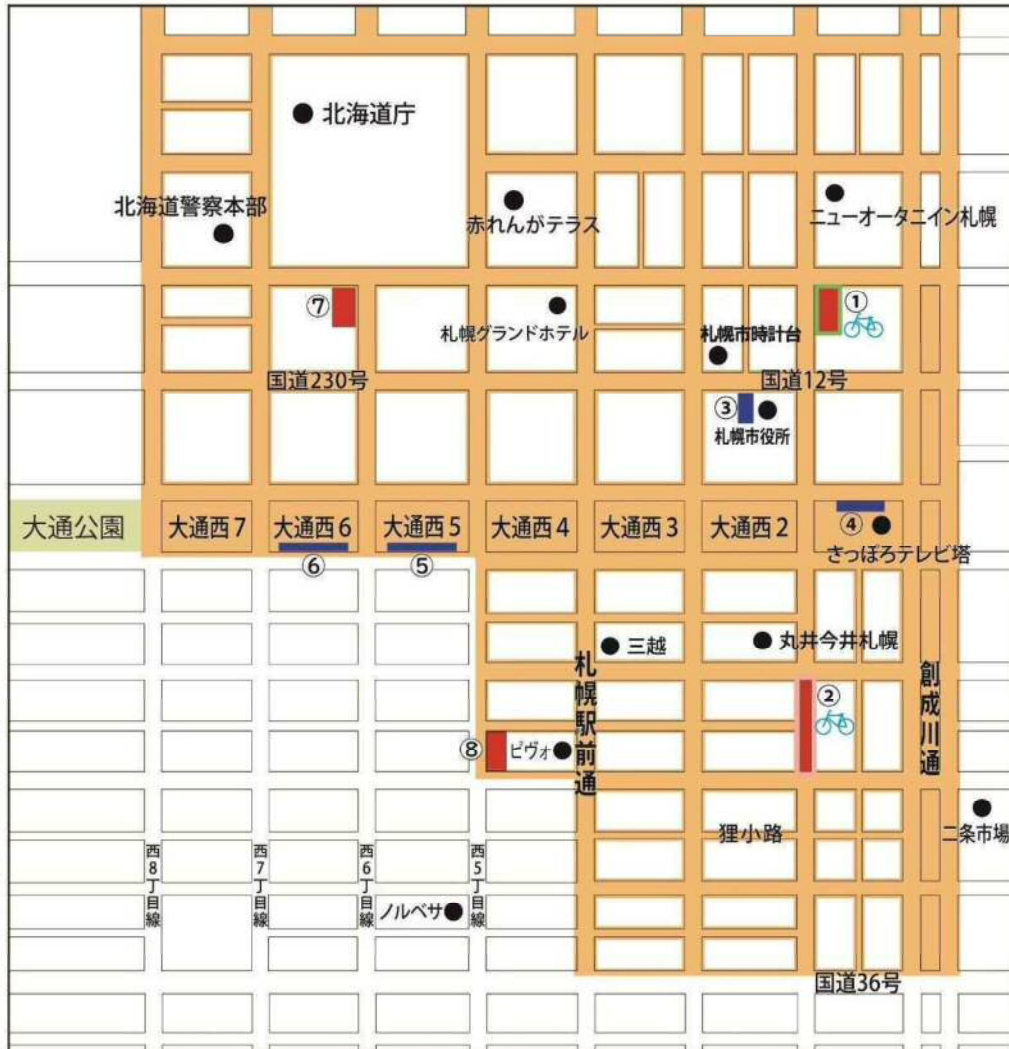 北海道庁
北海道警察本部
赤れんがテラス
ニューオータニイン札幌
⑦
①
札幌グランドホテル
札幌市時計台
国道230号
国道12号
③
札幌市役所
大通公園
大通西7
大通西6
大通西5
大通西4
大通西3
大通西2
④
さっぽろテレビ塔
⑥
⑤
三越
丸井今井札幌
札幌駅前通
創成川通
②
⑧
ピヴォ
狸小路
二条市場
西8丁目線
西7丁目線
西6丁目線
西5丁目線
ノルベサ
国道36号